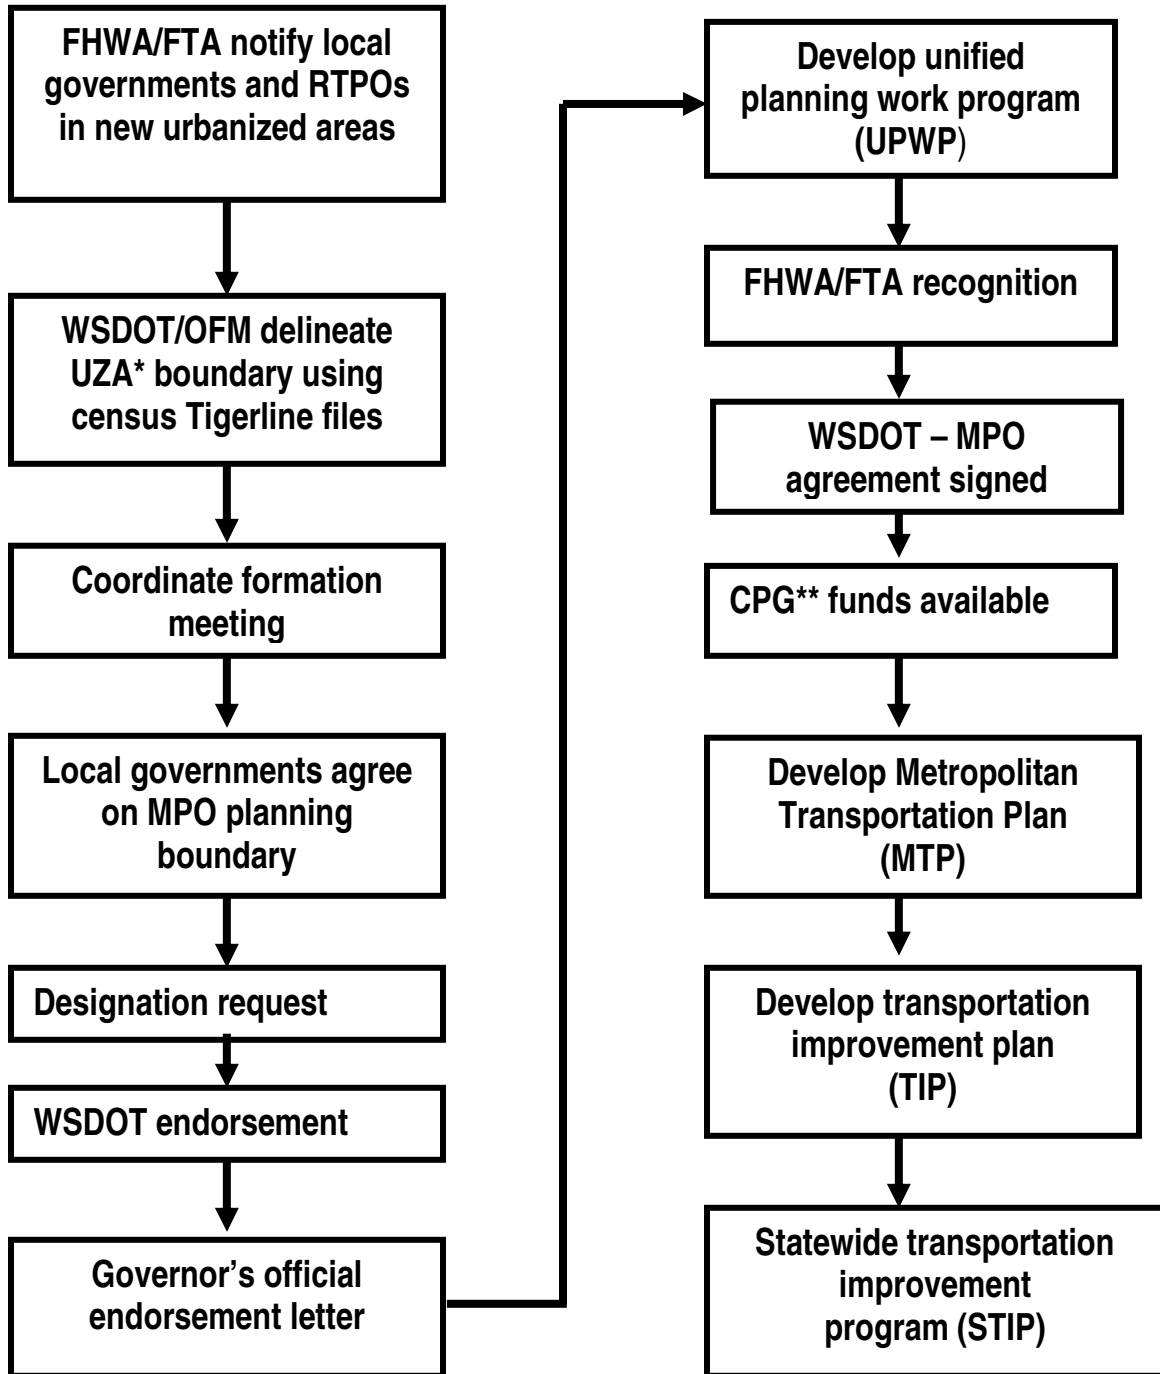 FHWA/FTA notify local
governments and RTPOs
in new urbanized areas
WSDOT/OFM delineate
UZA* boundary using
census Tigerline files
Coordinate formation
meeting
Local governments agree
on MPO planning
boundary
Designation request
WSDOT endorsement
Governor’s official
endorsement letter
Develop unified
planning work program
(UPWP)
FHWA/FTA recognition
WSDOT – MPO
agreement signed
CPG** funds available
Develop Metropolitan
Transportation Plan
(MTP)
Develop transportation
improvement plan
(TIP)
Statewide transportation
improvement
program (STIP)